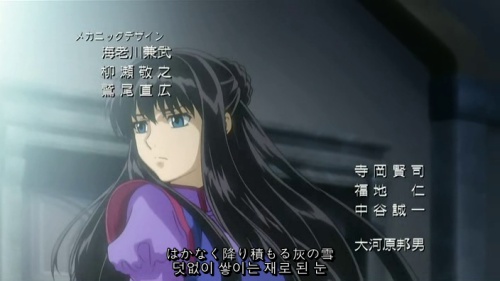 メカニックデザイン
海老川兼武
柳瀬敬之
鷲尾直広
寺岡賢司
福地 仁
中谷誠一
大河原邦男
はかなく降り積もる灰の雪
덧없이 쌓이는 재로 된 눈